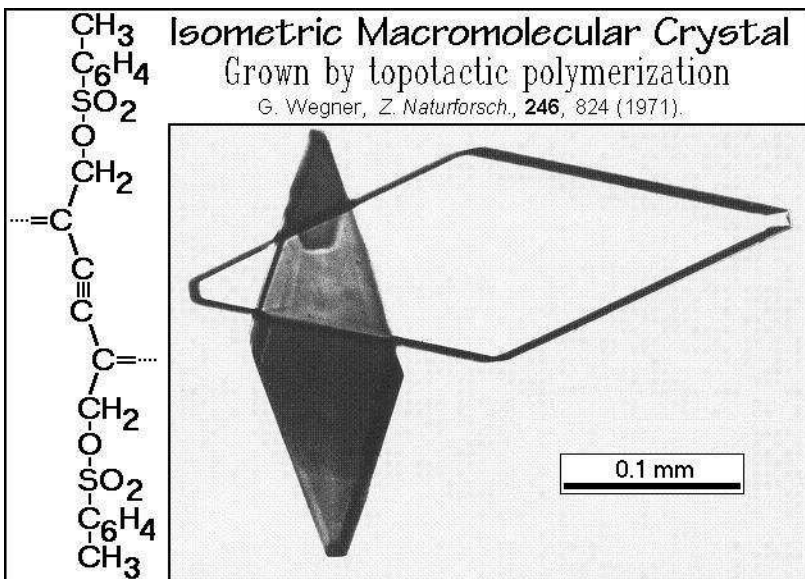 Isometric Macromolecular Crystal
Grown by topotactic polymerization
G. Wegner, Z. Naturforsch., 246, 824 (1971).
CH3
C6H4
SO2
O
CH2
····=C
C
≡
C
C=····
CH2
O
SO2
C6H4
CH3
0.1 mm